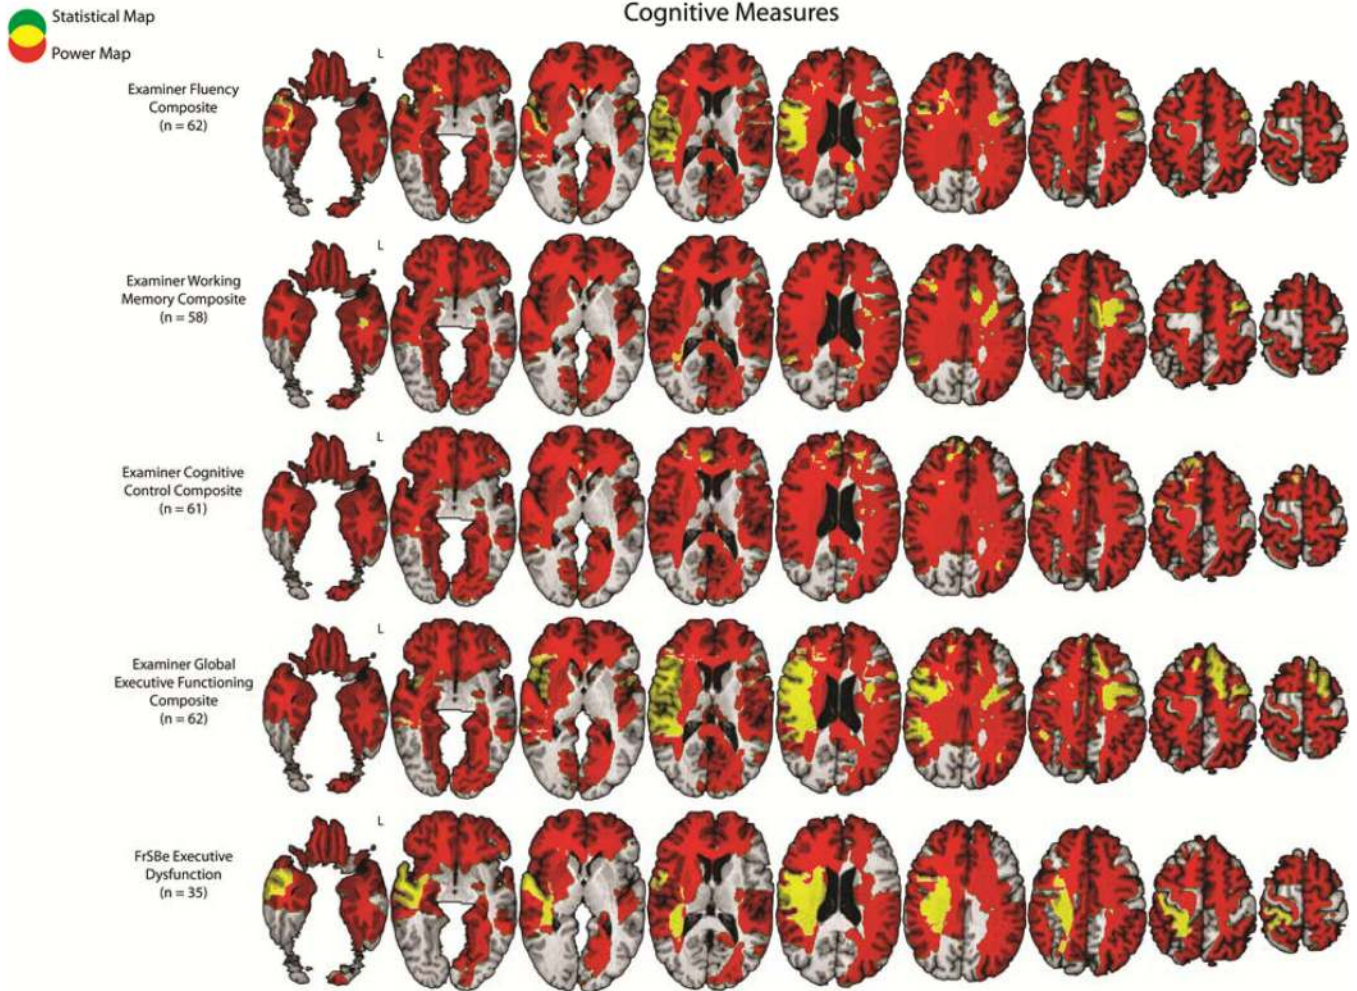 Cognitive Measures
Statistical Map
Power Map
L
Examiner Fluency
Composite
(n = 62)
L
Examiner Working
Memory Composite
(n = 58)
L
Examiner Cognitive
Control Composite
(n = 61)
L
Examiner Global
Executive Functioning
Composite
(n = 62)
L
FrSBe Executive
Dysfunction
(n = 35)